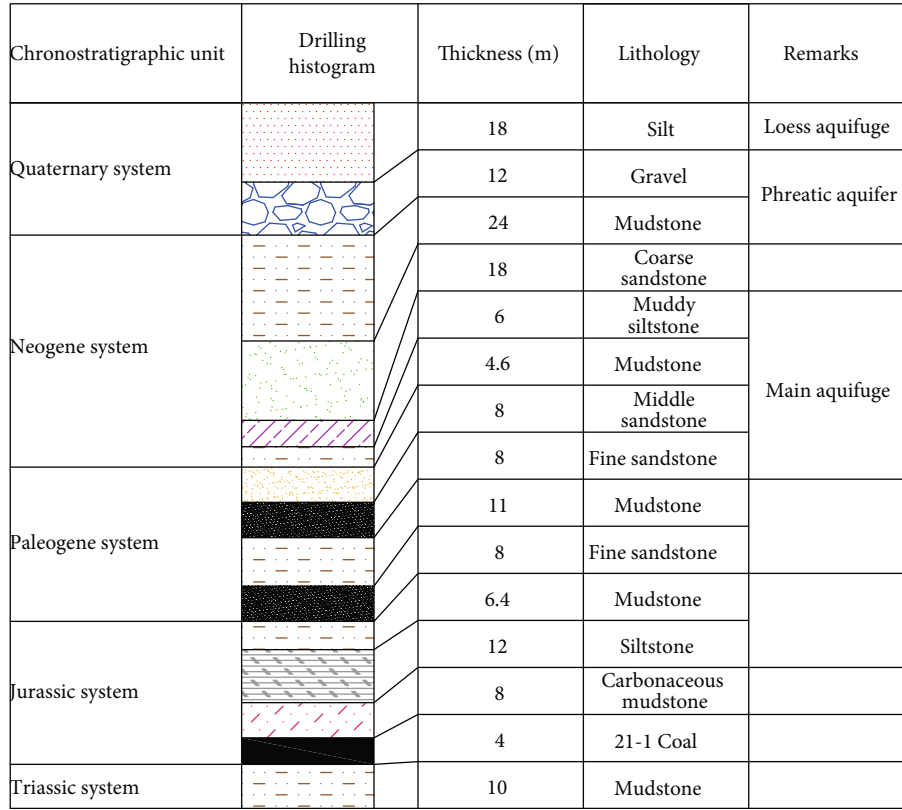 Chronostratigraphic unit
Drilling
histogram
Thickness (m)
Lithology
Remarks
Quaternary system
18
Silt
Loess aquifuge
12
Gravel
Phreatic aquifer
24
Mudstone
Neogene system
18
Coarse
sandstone
6
Muddy
siltstone
4.6
Mudstone
Main aquifuge
8
Middle
sandstone
8
Fine sandstone
Paleogene system
11
Mudstone
8
Fine sandstone
6.4
Mudstone
Jurassic system
12
Siltstone
8
Carbonaceous
mudstone
4
21-1 Coal
Triassic system
10
Mudstone